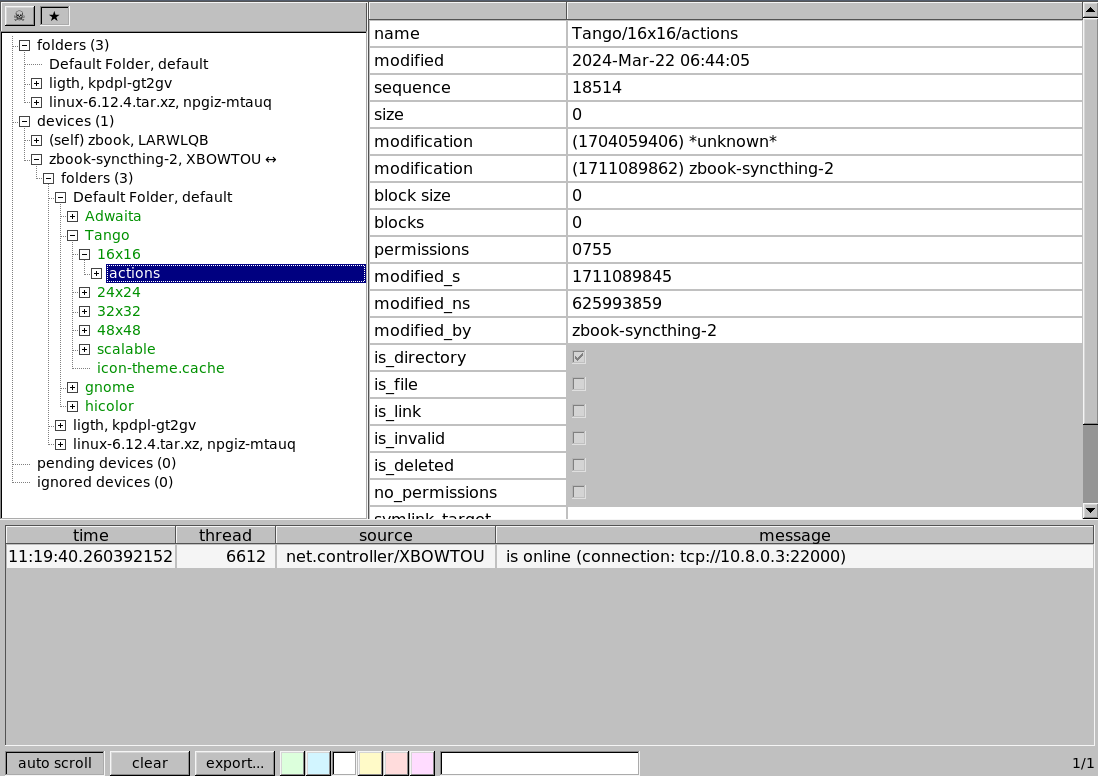 folders (3)
Default Folder, default
ligth, kpdpl-gt2gv
linux-6.12.4.tar.xz, npgiz-mtauq
devices (1)
(self) zbook, LARWLQB
zbook-syncthing-2, XBOWTOU ↔
folders (3)
Default Folder, default
Adwaita
Tango
16x16
actions
24x24
32x32
48x48
scalable
icon-theme.cache
gnome
hicolor
ligth, kpdpl-gt2gv
linux-6.12.4.tar.xz, npgiz-mtauq
pending devices (0)
ignored devices (0)
name Tango/16x16/actions
modified 2024-Mar-22 06:44:05
sequence 18514
size 0
modification (1704059406) *unknown*
modification (1711089862) zbook-syncthing-2
block size 0
blocks 0
permissions 0755
modified_s 1711089845
modified_ns 625993859
modified_by zbook-syncthing-2
is_directory
is_file
is_link
is_invalid
is_deleted
no_permissions
symlink_target
time thread source message
11:19:40.260392152 6612 net.controller/XBOWTOU is online (connection: tcp://10.8.0.3:22000)
auto scroll clear export... 1/1